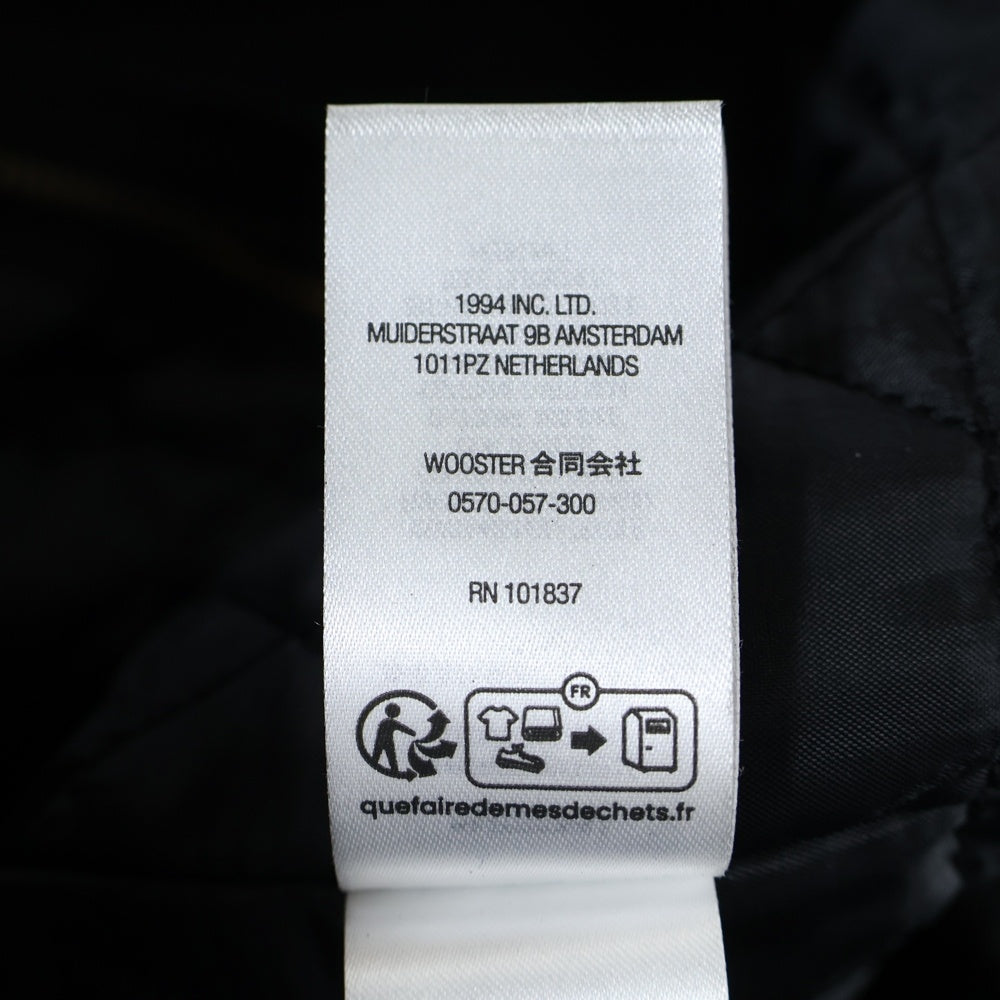 1994 INC. LTD.
MUIDERSTRAAT 9B AMSTERDAM
1011PZ NETHERLANDS
WOOSTER 合同会社
0570-057-300
RN 101837
FR
quefairedemesdechets.fr